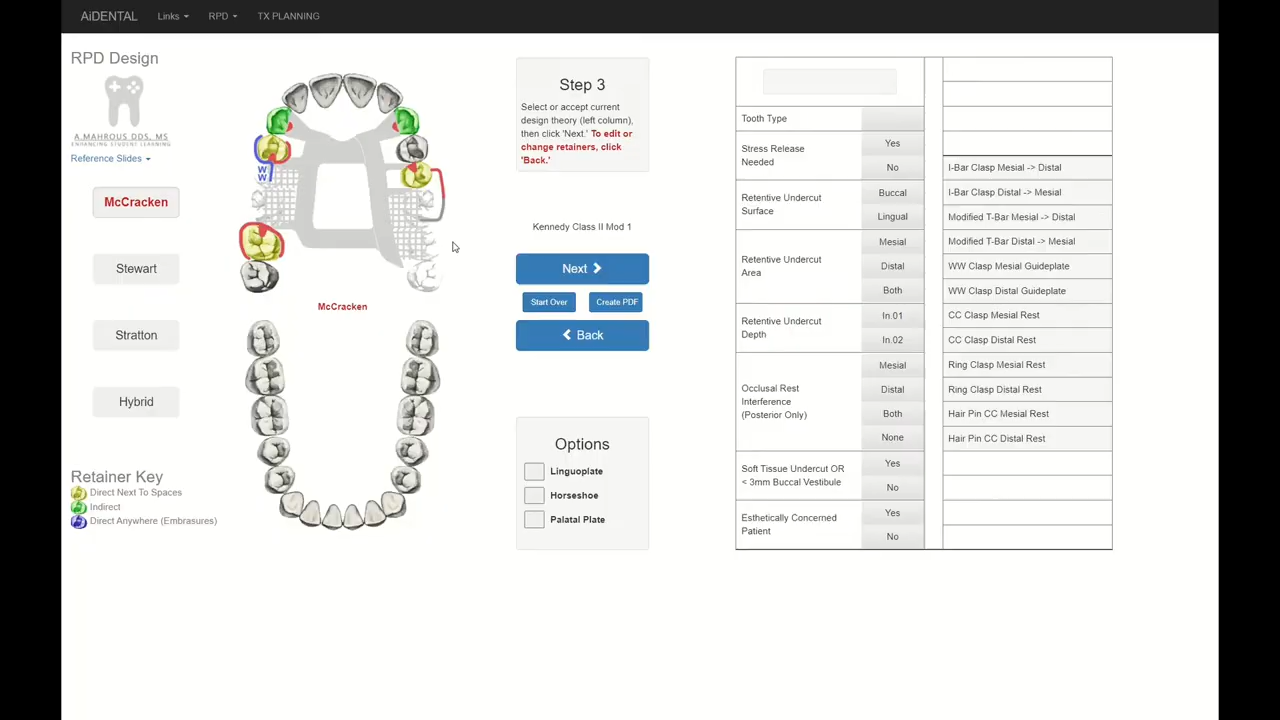 AiDENTAL Links RPD TX PLANNING
RPD Design
A.MAHROUS DDS, MS
ENHANCING STUDENT LEARNING
Reference Slides
McCracken
Stewart
Stratton
Hybrid
Retainer Key
Direct Next To Spaces
Indirect
Direct Anywhere (Embrasures)
W
W
McCracken
Step 3
Select or accept current
design theory (left column),
then click 'Next.' To edit or
change retainers, click
'Back.'
Kennedy Class II Mod 1
Next
Start Over Create PDF
Back
Options
Linguoplate
Horseshoe
Palatal Plate
Tooth Type
Stress Release
Needed
Yes
No
Retentive Undercut
Surface
Buccal
Lingual
Retentive Undercut
Area
Mesial
Distal
Both
Retentive Undercut
Depth
In.01
In.02
Occlusal Rest
Interference
(Posterior Only)
Mesial
Distal
Both
None
Soft Tissue Undercut OR
< 3mm Buccal Vestibule
Yes
No
Esthetically Concerned
Patient
Yes
No
I-Bar Clasp Mesial -> Distal
I-Bar Clasp Distal -> Mesial
Modified T-Bar Mesial -> Distal
Modified T-Bar Distal -> Mesial
WW Clasp Mesial Guideplate
WW Clasp Distal Guideplate
CC Clasp Mesial Rest
CC Clasp Distal Rest
Ring Clasp Mesial Rest
Ring Clasp Distal Rest
Hair Pin CC Mesial Rest
Hair Pin CC Distal Rest